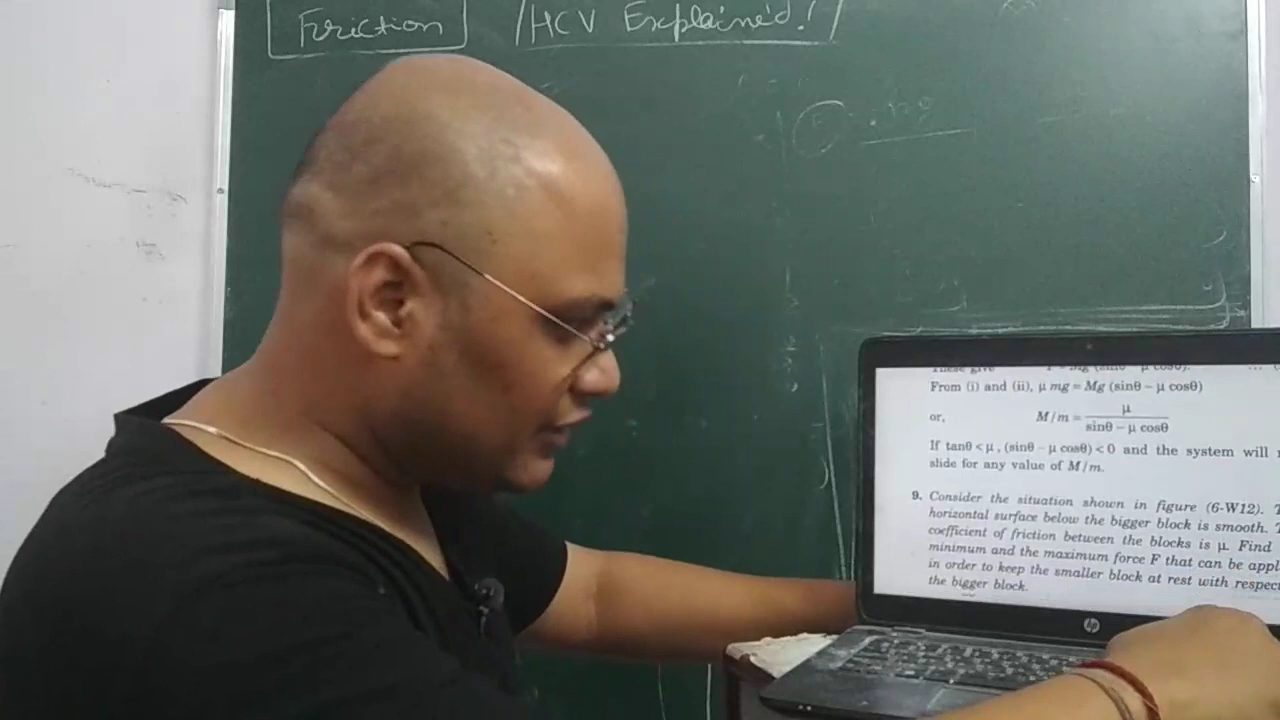 Friction /HCV Explained!/
These give
From (i) and (ii), μ mg = Mg (sinθ − μ cosθ)
or, M/m = μ / sinθ − μ cosθ
If tanθ < μ, (sinθ − μ cosθ) < 0 and the system will
slide for any value of M/m.
9. Consider the situation shown in figure (6-W12).
horizontal surface below the bigger block is smooth.
coefficient of friction between the blocks is μ. Find
minimum and the maximum force F that can be
in order to keep the smaller block at rest with
the bigger block.
hp